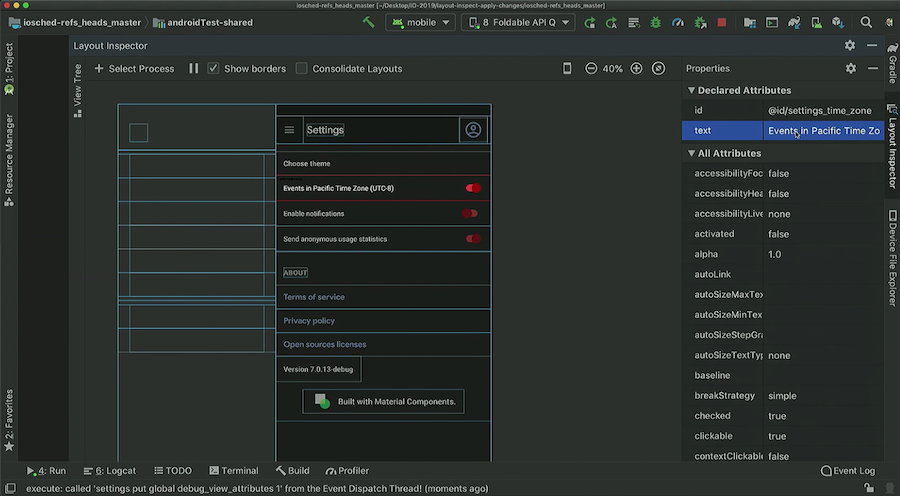 iosched_refs_heads_master [~/Desktop/IO-2019/layout-inspect-apply-changes/iosched_refs_heads_master]
iosched-refs_heads_master
androidTest-shared
mobile
8 Foldable API Q
Layout Inspector
Select Process
Show borders
Consolidate Layouts
40%
Properties
1: Project
Resource Manager
2: Favorites
View Tree
Settings
Choose theme
Events in Pacific Time Zone (UTC-8)
Enable notifications
Send anonymous usage statistics
ABOUT
Terms of service
Privacy policy
Open sources licenses
Version 7.0.13-debug
Built with Material Components.
Declared Attributes
id @id/settings_time_zone
text Events in Pacific Time Zo
All Attributes
accessibilityFoc false
accessibilityHea false
accessibilityLive none
activated false
alpha 1.0
autoLink
autoSizeMaxTex
autoSizeMinTex
autoSizeStepGra
autoSizeTextTyp none
baseline
breakStrategy simple
checked true
clickable true
contextClickable false
Gradle
Layout Inspector
Device File Explorer
4: Run
6: Logcat
TODO
Terminal
Build
Profiler
Event Log
execute: called 'settings put global debug_view_attributes 1' from the Event Dispatch Thread! (moments ago)